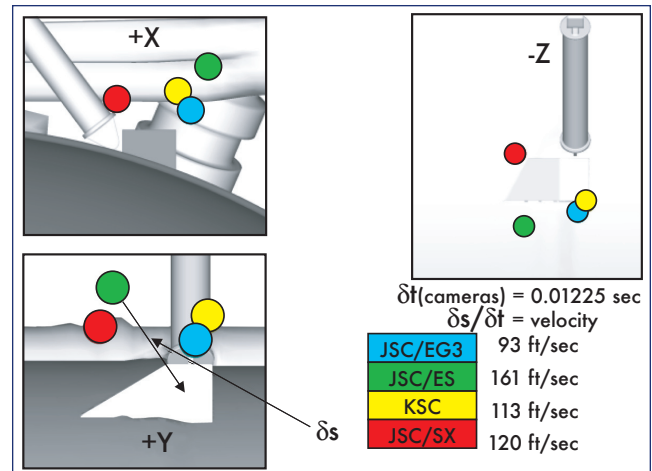 +X
-Z
+Y
δs
δt(cameras) = 0.01225 sec
δs/δt = velocity
JSC/EG3 93 ft/sec
JSC/ES 161 ft/sec
KSC 113 ft/sec
JSC/SX 120 ft/sec